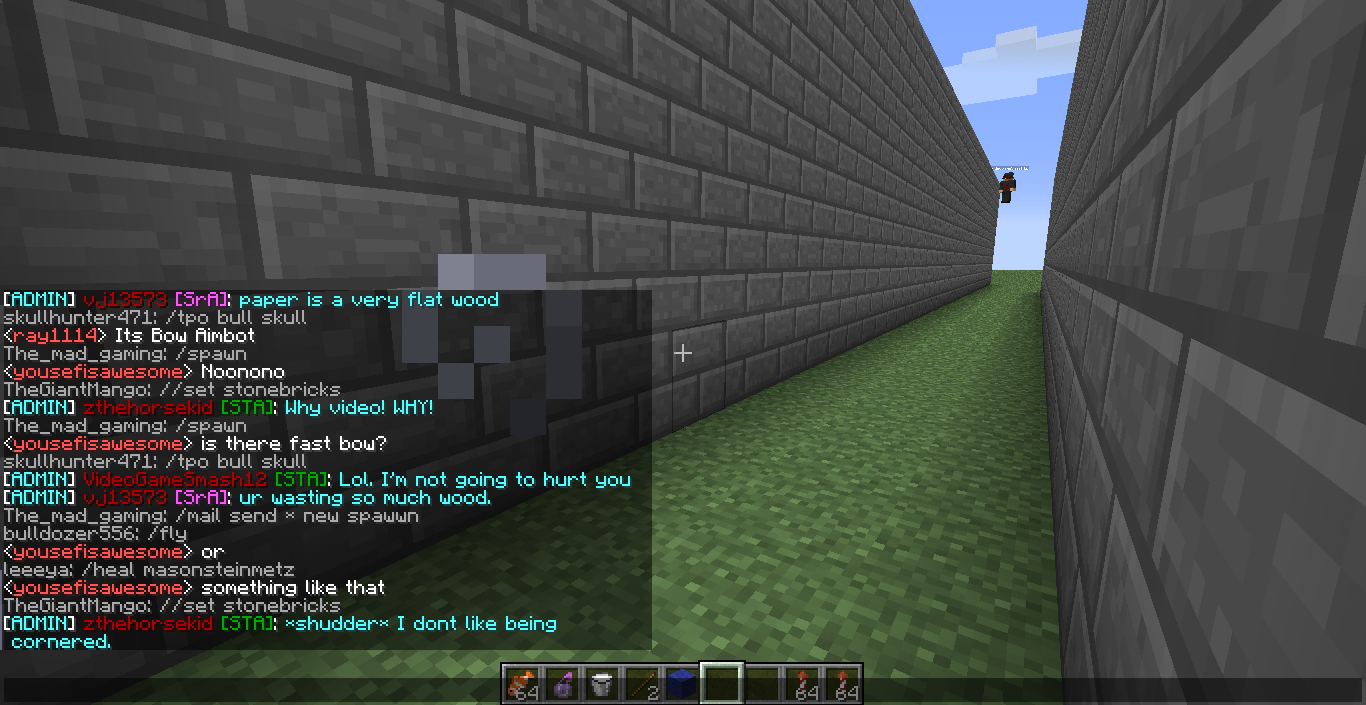 [ADMIN] vj13573 [SrA]: paper is a very flat wood
skullhunter471: /tpo bull skull
<ray1114> Its Bow Aimbot
The_mad_gaming: /spawn
<yousefisawesome> Noonono
TheGiantMango: //set stonebricks
[ADMIN] zthehorsekid [STA]: Why video! WHY!
The_mad_gaming: /spawn
<yousefisawesome> is there fast bow?
skullhunter471: /tpo bull skull
[ADMIN] VideoGameSmash12 [STA]: Lol. I'm not going to hurt you
[ADMIN] vj13573 [SrA]: ur wasting so much wood.
The_mad_gaming: /mail send * new spawwn
bulldozer556: /fly
<yousefisawesome> or
leeeya: /heal masonsteinmetz
<yousefisawesome> something like that
TheGiantMango: //set stonebricks
[ADMIN] zthehorsekid [STA]: *shudder* I dont like being
cornered.
64 2 64 64